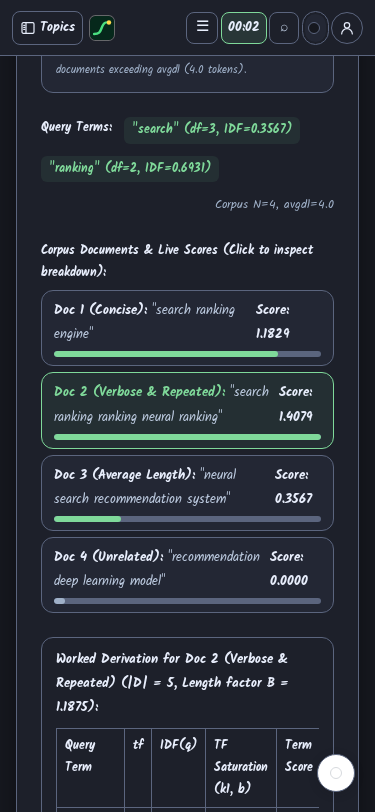 Topics
00:02
documents exceeding avgdl (4.0 tokens).
Query Terms: "search" (df=3, IDF=0.3567)
"ranking" (df=2, IDF=0.6931)
Corpus N=4, avgdl=4.0
Corpus Documents & Live Scores (Click to inspect
breakdown):
Doc 1 (Concise): "search ranking Score:
engine" 1.1829
Doc 2 (Verbose & Repeated): "search Score:
ranking ranking neural ranking" 1.4079
Doc 3 (Average Length): "neural Score:
search recommendation system" 0.3567
Doc 4 (Unrelated): "recommendation Score:
deep learning model" 0.0000
Worked Derivation for Doc 2 (Verbose &
Repeated) (|D| = 5, Length factor B =
1.1875):
Query tf IDF(q) TF Term
Term Saturation Score
(k1, b)